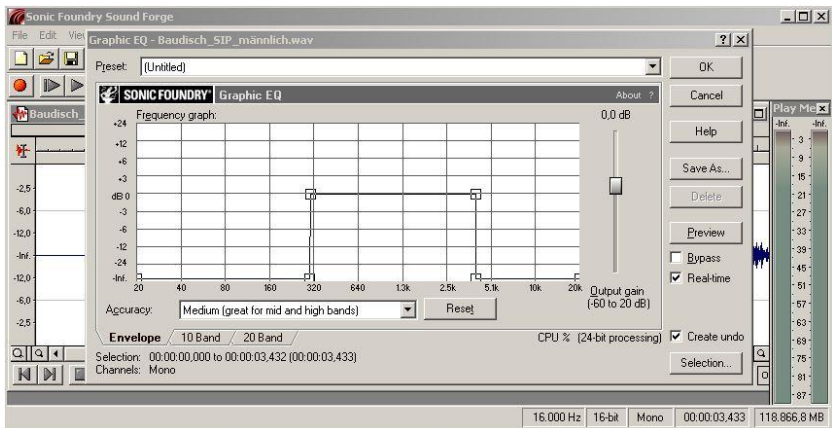 Sonic Foundry Sound Forge
File Edit
Graphic EQ - Baudisch_SIP_männlich.wav
Preset: (Untitled)
OK
SONIC FOUNDRY Graphic EQ About ?
Cancel
Baudisch_
Frequency graph:
0,0 dB
Help
Save As...
Delete
Preview
Bypass
Real-time
+24
+12
+6
+3
dB 0
-3
-6
-12
-24
-Inf.
20 40 80 160 320 640 1.3k 2.5k 5.1k 10k 20k
Output gain
(-60 to 20 dB)
Accuracy: Medium (great for mid and high bands) Reset
Envelope 10 Band 20 Band CPU % (24-bit processing)
Create undo
Selection: 00:00:00,000 to 00:00:03,432 (00:00:03,433)
Channels: Mono
Selection...
-2,5
-6,0
-12,0
-Inf.
-12,0
-6,0
-2,5
-Inf. -Inf.
3
9
15
21
27
33
39
45
51
57
63
69
75
81
87
16.000 Hz 16-bit Mono 00:00:03,433 118.866,8 MB